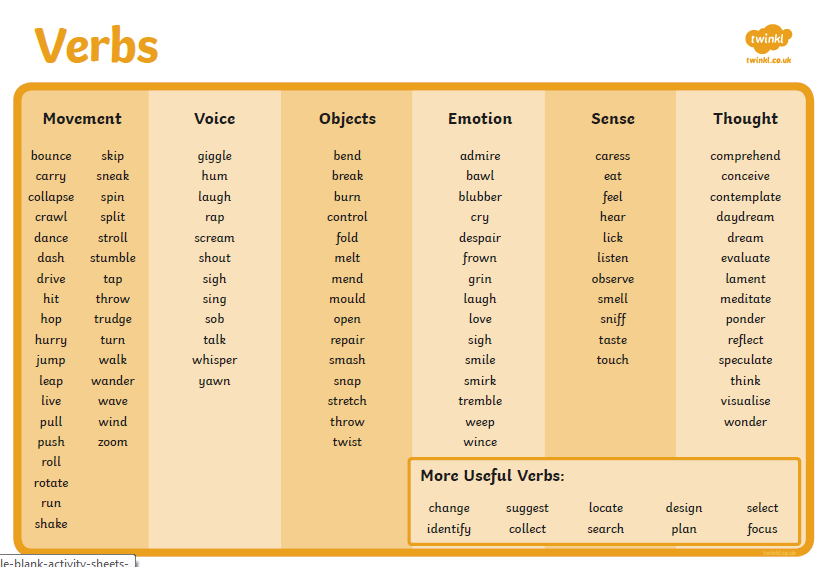 Verbs
twinkl
twinkl.co.uk
Movement
bounce
carry
collapse
crawl
dance
dash
drive
hit
hop
hurry
jump
leap
live
pull
push
roll
rotate
run
shake
skip
sneak
spin
split
stroll
stumble
tap
throw
trudge
turn
walk
wander
wave
wind
zoom
Voice
giggle
hum
laugh
rap
scream
shout
sigh
sing
sob
talk
whisper
yawn
Objects
bend
break
burn
control
fold
melt
mend
mould
open
repair
smash
snap
stretch
throw
twist
Emotion
admire
bawl
blubber
cry
despair
frown
grin
laugh
love
sigh
smile
smirk
tremble
weep
wince
Sense
caress
eat
feel
hear
lick
listen
observe
smell
sniff
taste
touch
Thought
comprehend
conceive
contemplate
daydream
dream
evaluate
lament
meditate
ponder
reflect
speculate
think
visualise
wonder
More Useful Verbs:
change suggest locate design select
identify collect search plan focus
twinkl.co.uk
le-blank-activity-sheets-